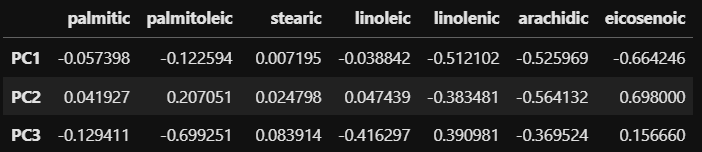 palmitic palmitoleic stearic linoleic linolenic arachidic eicosenoic
PC1 -0.057398 -0.122594 0.007195 -0.038842 -0.512102 -0.525969 -0.664246
PC2 0.041927 0.207051 0.024798 0.047439 -0.383481 -0.564132 0.698000
PC3 -0.129411 -0.699251 0.083914 -0.416297 0.390981 -0.369524 0.156660